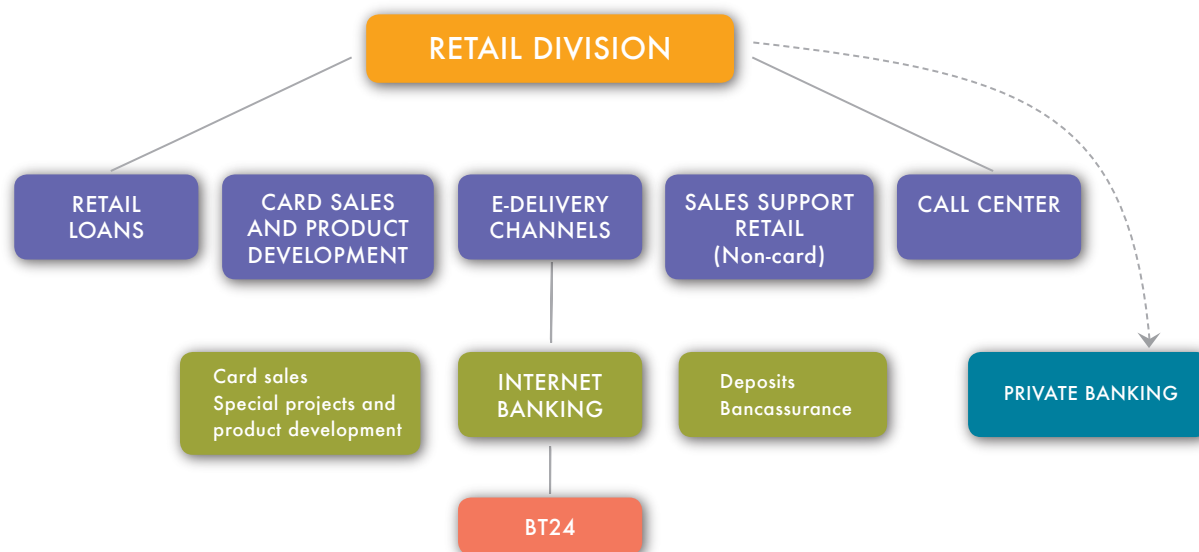 RETAIL DIVISION
RETAIL
LOANS
CARD SALES
AND PRODUCT
DEVELOPMENT
E-DELIVERY
CHANNELS
SALES SUPPORT
RETAIL
(Non-card)
CALL CENTER
Card sales
Special projects and
product development
INTERNET
BANKING
Deposits
Bancassurance
PRIVATE BANKING
BT24